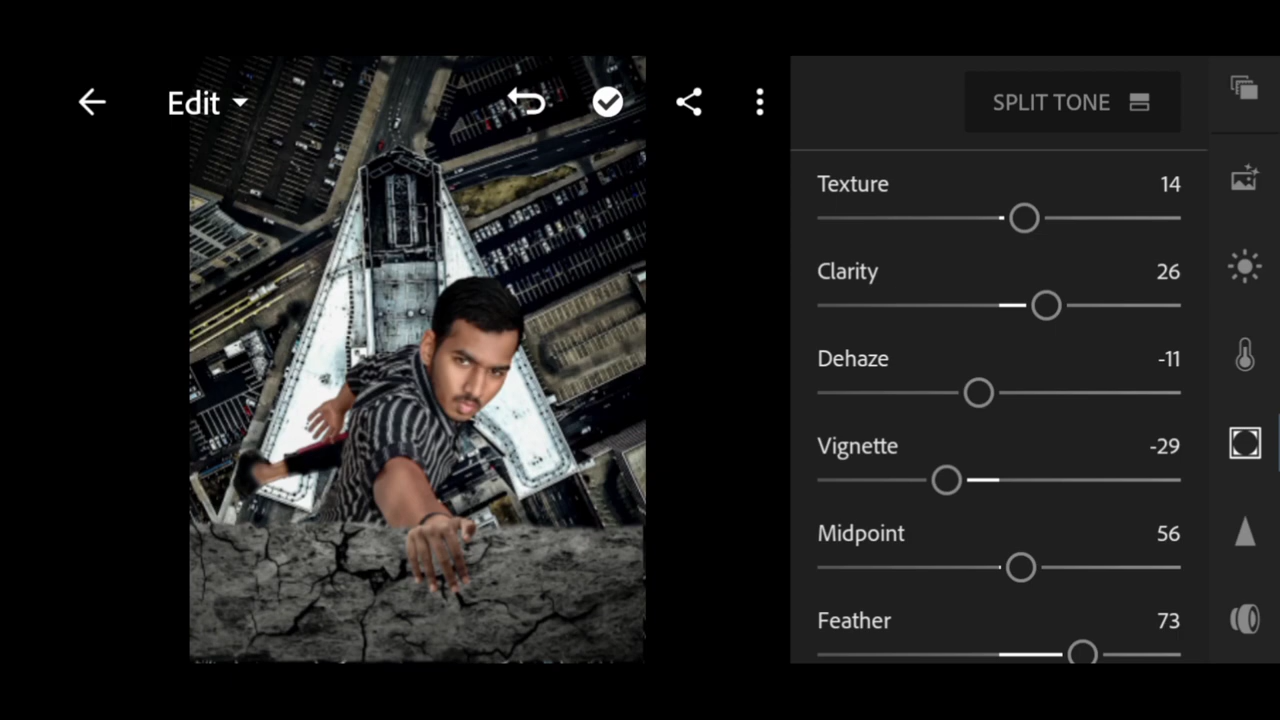 Edit
SPLIT TONE
Texture 14
Clarity 26
Dehaze -11
Vignette -29
Midpoint 56
Feather 73